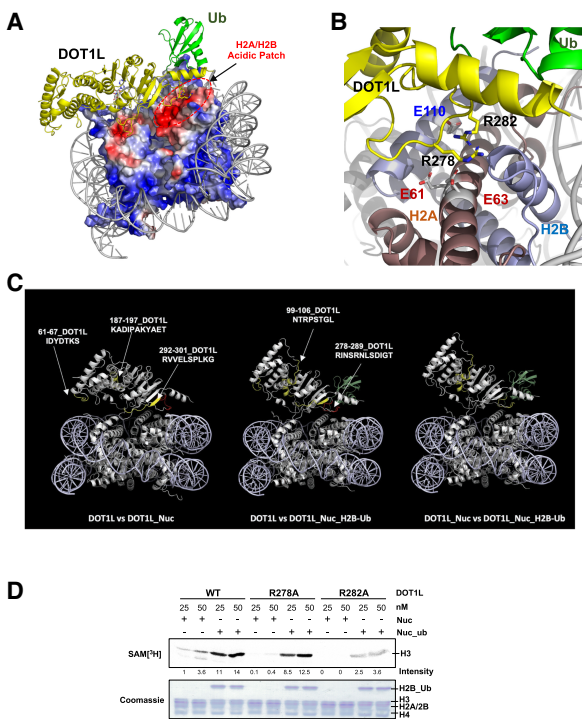 A
DOT1L
Ub
H2A/H2B
Acidic Patch
B
Ub
DOT1L
E110
R282
R278
E61
E63
H2A
H2B
C
61-67_DOT1L
IDYDTKS
187-197_DOT1L
KADIPAKYAET
292-301_DOT1L
RVVELSPLKG
99-106_DOT1L
NTRPSTGL
278-289_DOT1L
RINSRNLSDIGT
DOT1L vs DOT1L_Nuc
DOT1L vs DOT1L_Nuc_H2B-Ub
DOT1L_Nuc vs DOT1L_Nuc_H2B-Ub
D
WT R278A R282A DOT1L
25 50 25 50 25 50 25 50 25 50 25 50 nM
+ + - - + + - - + + - - Nuc
- - + + - - + + - - + + Nuc_ub
SAM[³H] H3
1 3.6 11 14 0.1 0.4 8.5 12.5 0 0 2.5 3.6 Intensity
Coomassie
H2B_Ub
H3
H2A/2B
H4